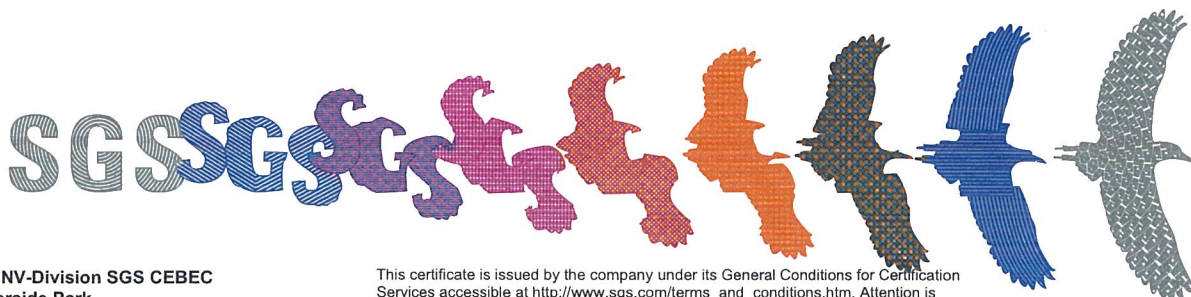 SGS
SGS
SGS
NV-Division SGS CEBEC
This certificate is issued by the company under its General Conditions for Certification
Services accessible at http://www.sgs.com/terms_and_conditions.htm. Attention is